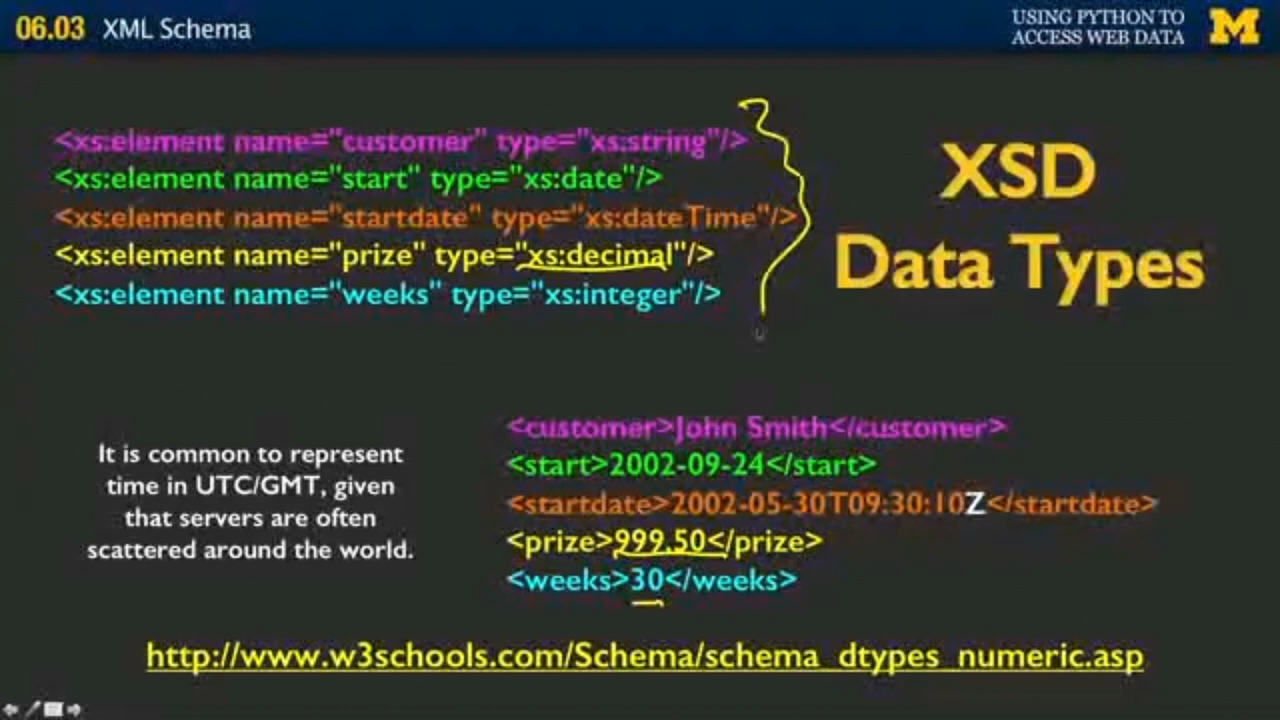 06.03 XML Schema
USING PYTHON TO
ACCESS WEB DATA
M
<xs:element name="customer" type="xs:string"/>
<xs:element name="start" type="xs:date"/>
<xs:element name="startdate" type="xs:dateTime"/>
<xs:element name="prize" type="xs:decimal"/>
<xs:element name="weeks" type="xs:integer"/>
XSD
Data Types
It is common to represent
time in UTC/GMT, given
that servers are often
scattered around the world.
<customer>John Smith</customer>
<start>2002-09-24</start>
<startdate>2002-05-30T09:30:10Z</startdate>
<prize>999.50</prize>
<weeks>30</weeks>
http://www.w3schools.com/Schema/schema_dtypes_numeric.asp